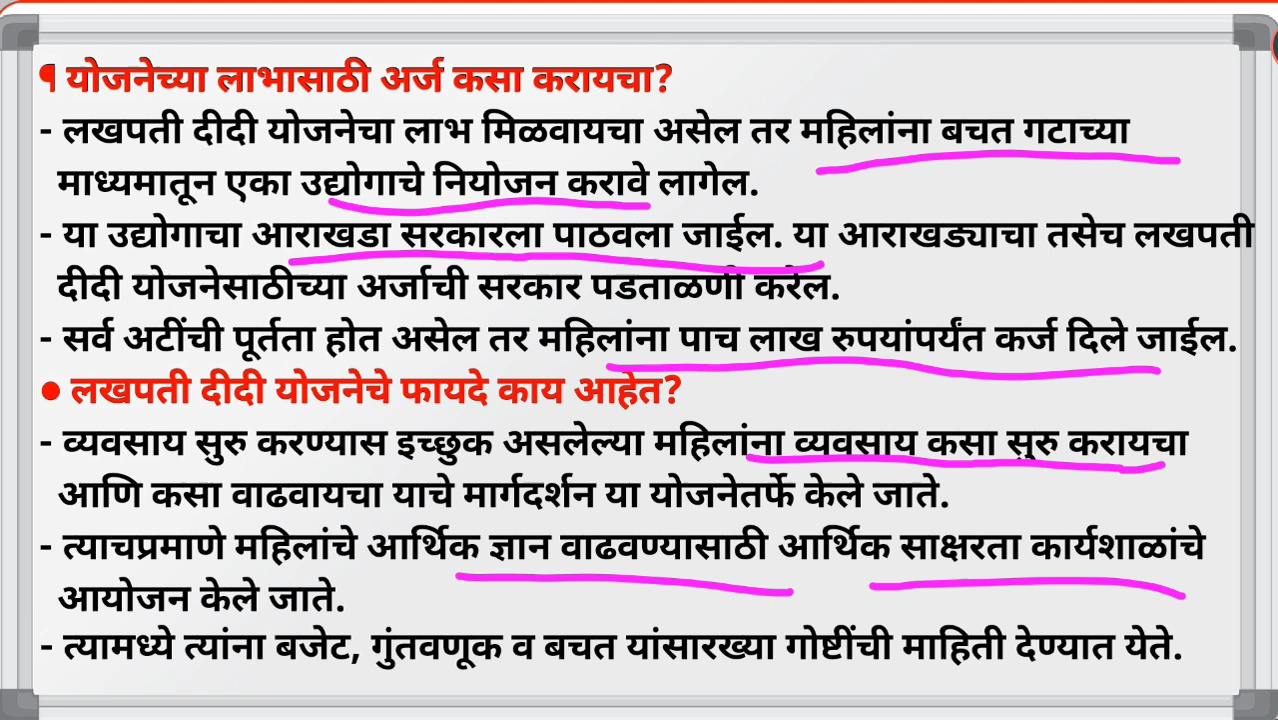 ¶ योजनेच्या लाभासाठी अर्ज कसा करायचा?
- लखपती दीदी योजनेचा लाभ मिळवायचा असेल तर महिलांना बचत गटाच्या
माध्यमातून एका उद्योगाचे नियोजन करावे लागेल.
- या उद्योगाचा आराखडा सरकारला पाठवला जाईल. या आराखड्याचा तसेच लखपती
दीदी योजनेसाठीच्या अर्जाची सरकार पडताळणी करेल.
- सर्व अटींची पूर्तता होत असेल तर महिलांना पाच लाख रुपयांपर्यंत कर्ज दिले जाईल.
● लखपती दीदी योजनेचे फायदे काय आहेत?
- व्यवसाय सुरु करण्यास इच्छुक असलेल्या महिलांना व्यवसाय कसा सुरु करायचा
आणि कसा वाढवायचा याचे मार्गदर्शन या योजनेतर्फे केले जाते.
- त्याचप्रमाणे महिलांचे आर्थिक ज्ञान वाढवण्यासाठी आर्थिक साक्षरता कार्यशाळांचे
आयोजन केले जाते.
- त्यामध्ये त्यांना बजेट, गुंतवणूक व बचत यांसारख्या गोष्टींची माहिती देण्यात येते.